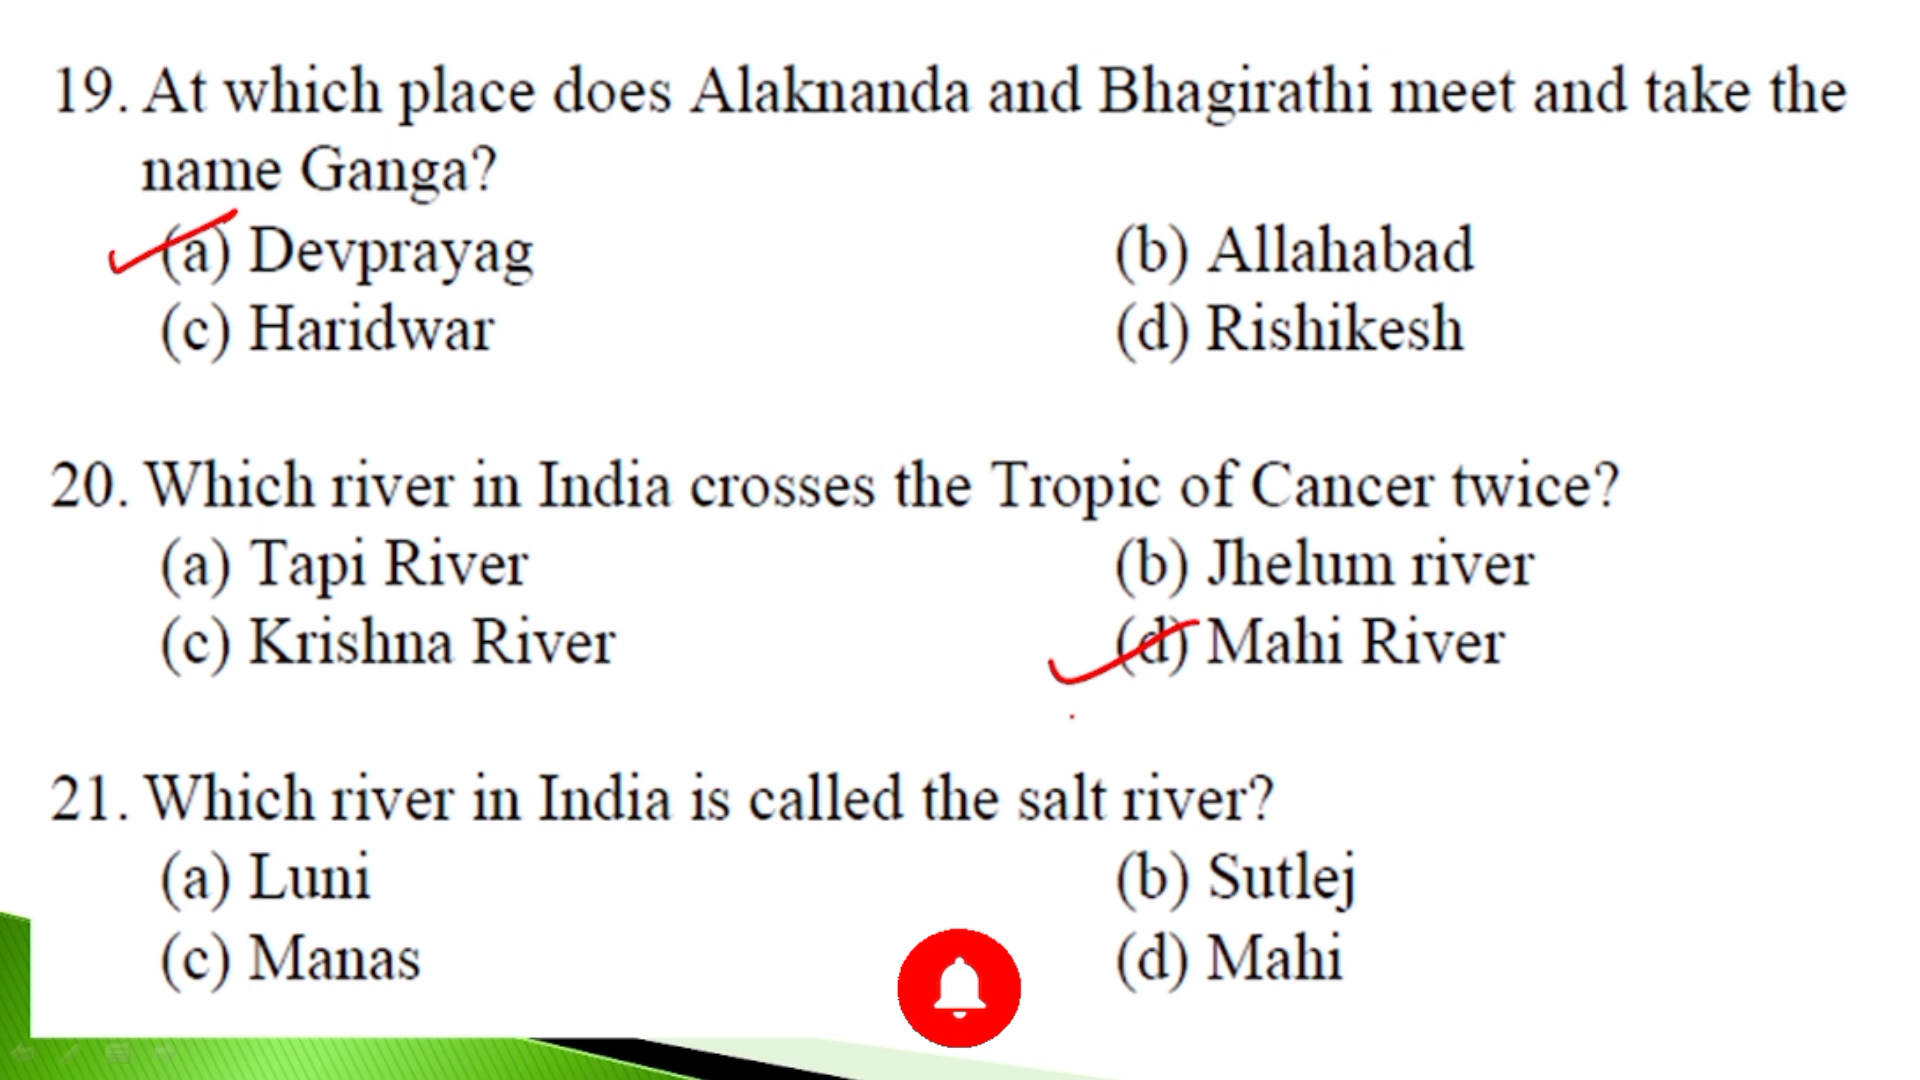 19. At which place does Alaknanda and Bhagirathi meet and take the
name Ganga?
(a) Devprayag (b) Allahabad
(c) Haridwar (d) Rishikesh
20. Which river in India crosses the Tropic of Cancer twice?
(a) Tapi River (b) Jhelum river
(c) Krishna River (d) Mahi River
21. Which river in India is called the salt river?
(a) Luni (b) Sutlej
(c) Manas (d) Mahi